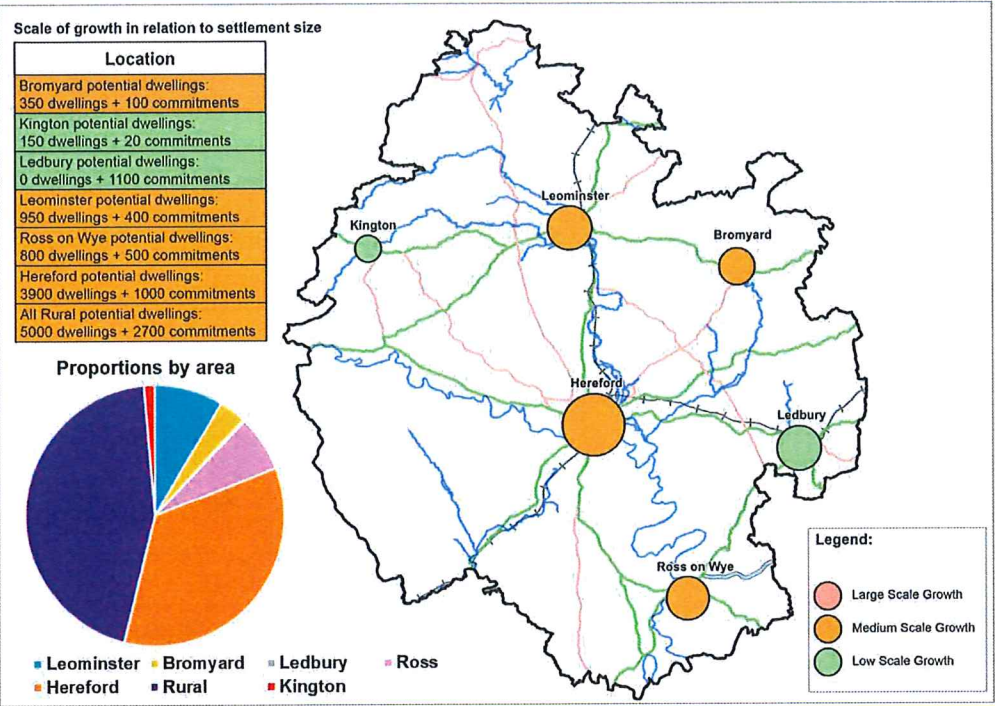 Scale of growth in relation to settlement size
Location
Bromyard potential dwellings:
350 dwellings + 100 commitments
Kington potential dwellings:
150 dwellings + 20 commitments
Ledbury potential dwellings:
0 dwellings + 1100 commitments
Leominster potential dwellings:
950 dwellings + 400 commitments
Ross on Wye potential dwellings:
800 dwellings + 500 commitments
Hereford potential dwellings:
3900 dwellings + 1000 commitments
All Rural potential dwellings:
5000 dwellings + 2700 commitments
Proportions by area
Leominster Bromyard Ledbury Ross
Hereford Rural Kington
Leominster
Kington
Bromyard
Hereford
Ledbury
Ross on Wye
Legend:
Large Scale Growth
Medium Scale Growth
Low Scale Growth